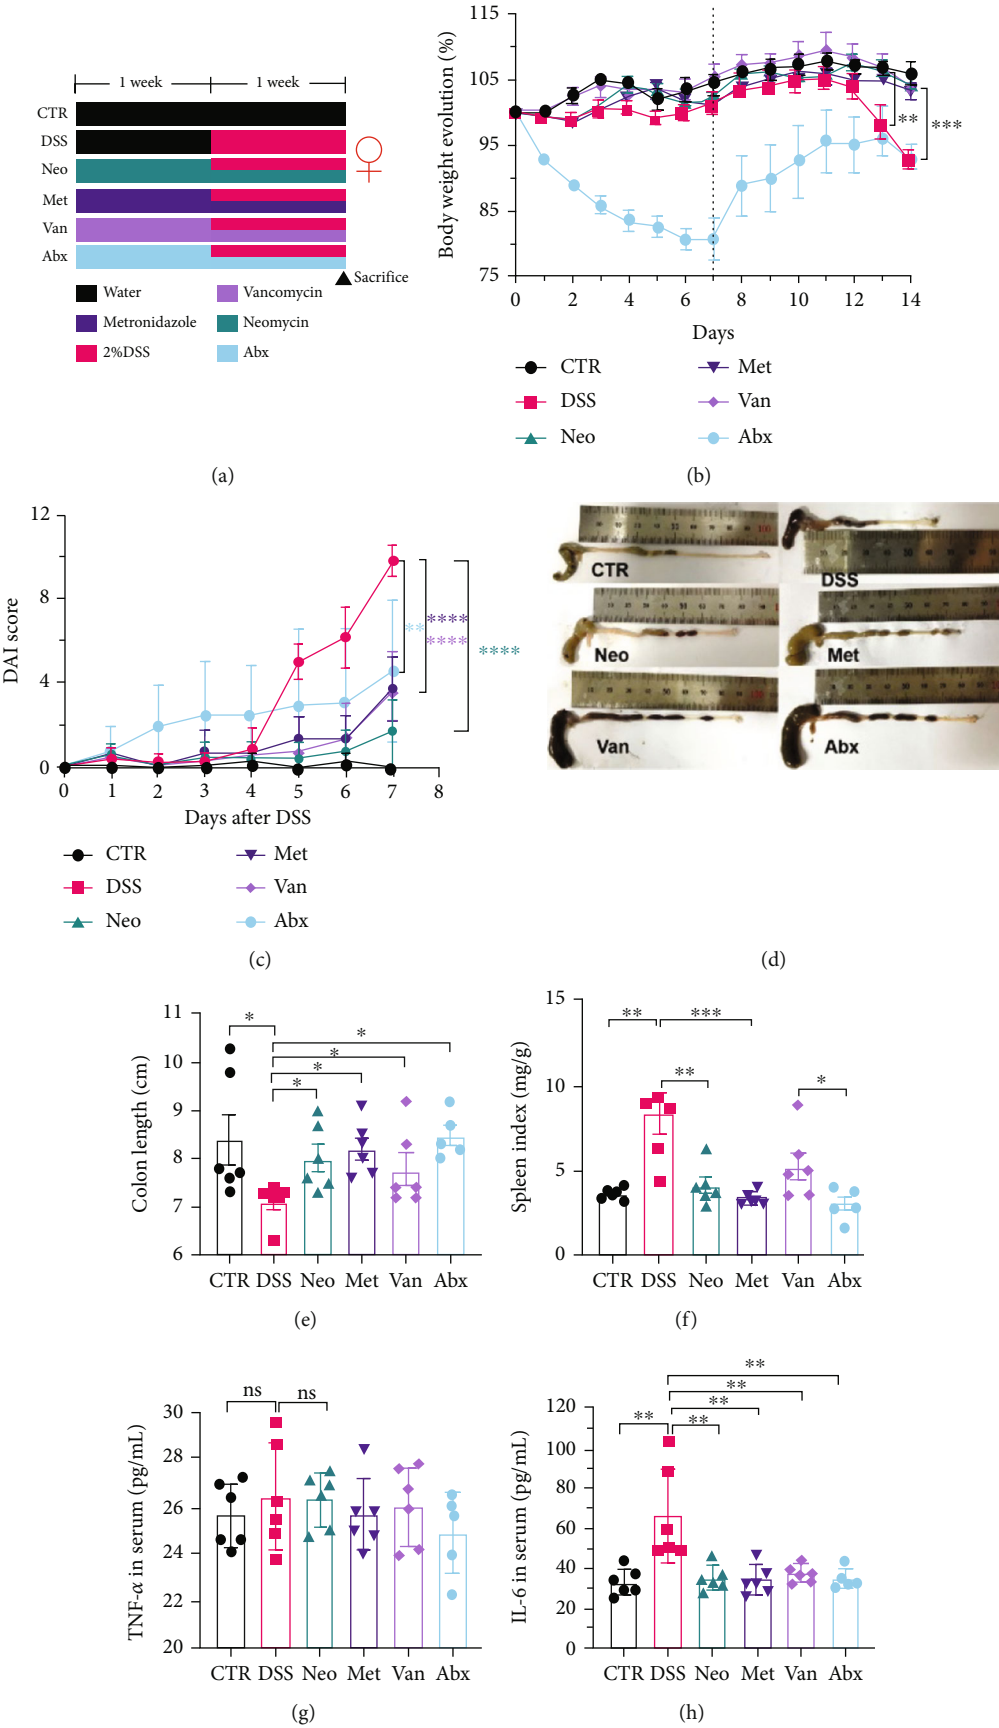 1 week 1 week
CTR
DSS
Neo
Met
Van
Abx
Sacrifice
Water Vancomycin
Metronidazole Neomycin
2%DSS Abx
(a)
Body weight evolution (%)
115
105
95
85
75
** ***
0 2 4 6 8 10 12 14
Days
CTR Met
DSS Van
Neo Abx
(b)
DAI score
12
8
4
0
**
****
****
****
0 1 2 3 4 5 6 7 8
Days after DSS
CTR Met
DSS Van
Neo Abx
(c)
CTR DSS
Neo Met
Van Abx
(d)
Colon length (cm)
11
10
9
8
7
6
* * * * *
CTR DSS Neo Met Van Abx
(e)
Spleen index (mg/g)
15
10
5
0
** *** ** *
CTR DSS Neo Met Van Abx
(f)
TNF-α in serum (pg/mL)
30
28
26
24
22
20
ns ns
CTR DSS Neo Met Van Abx
(g)
IL-6 in serum (pg/mL)
120
100
80
60
40
20
0
** ** ** ** **
CTR DSS Neo Met Van Abx
(h)